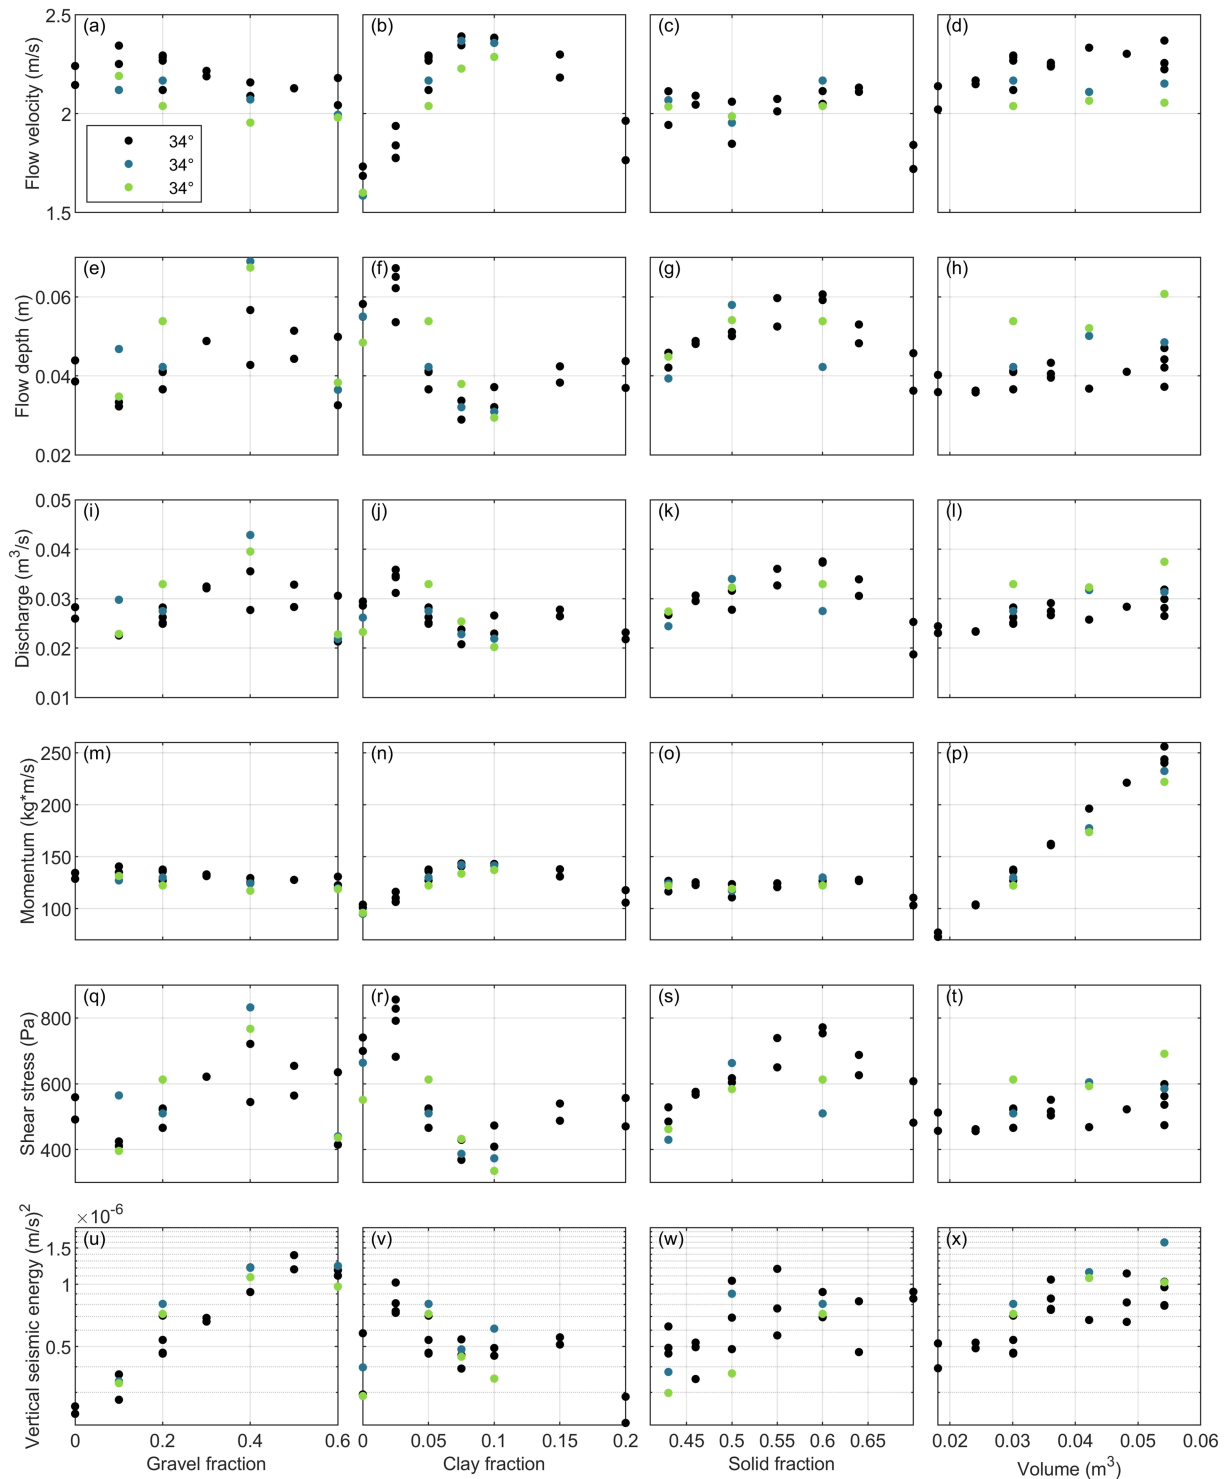 (a) (b) (c) (d)
2.5
2
1.5
Flow velocity (m/s)
34°
34°
34°
(e) (f) (g) (h)
0.06
0.04
0.02
Flow depth (m)
(i) (j) (k) (l)
0.05
0.04
0.03
0.02
0.01
Discharge (m³/s)
(m) (n) (o) (p)
250
200
150
100
Momentum (kg*m/s)
(q) (r) (s) (t)
800
600
400
Shear stress (Pa)
×10⁻⁶
(u) (v) (w) (x)
1.5
1
0.5
Vertical seismic energy (m/s)²
0 0.2 0.4 0.6
0 0.05 0.1 0.15 0.2
0.45 0.5 0.55 0.6 0.65
0.02 0.03 0.04 0.05 0.06
Gravel fraction
Clay fraction
Solid fraction
Volume (m³)